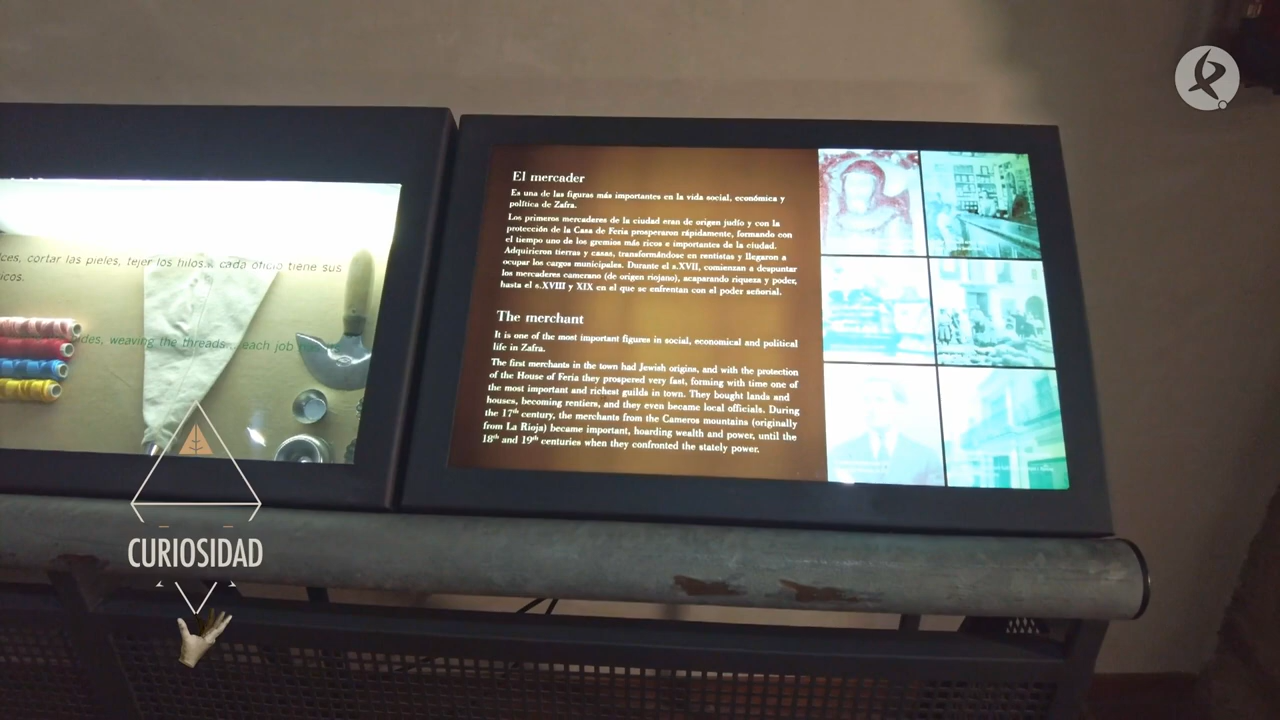 ces, cortar las pieles, tejer los hilos... cada oficio tiene sus
icos.
des, weaving the threads... each job
El mercader
Es una de las figuras más importantes en la vida social, económica y
política de Zafra.
Los primeros mercaderes de la ciudad eran de origen judío y con la
protección de la Casa de Feria prosperaron rápidamente, formando con
el tiempo uno de los gremios más ricos e importantes de la ciudad.
Adquirieron tierras y casas, transformándose en rentistas y llegaron a
ocupar los cargos municipales. Durante el s.XVII, comienzan a despuntar
los mercaderes camerano (de origen riojano), acaparando riqueza y poder,
hasta el s.XVIII y XIX en el que se enfrentan con el poder señorial.
The merchant
It is one of the most important figures in social, economical and political
life in Zafra.
The first merchants in the town had Jewish origins, and with the protection
of the House of Feria they prospered very fast, forming with time one of
the most important and richest guilds in town. They bought lands and
houses, becoming rentiers, and they even became local officials. During
the 17th century, the merchants from the Cameros mountains (originally
from La Rioja) became important, hoarding wealth and power, until the
18th and 19th centuries when they confronted the stately power.
CURIOSIDAD